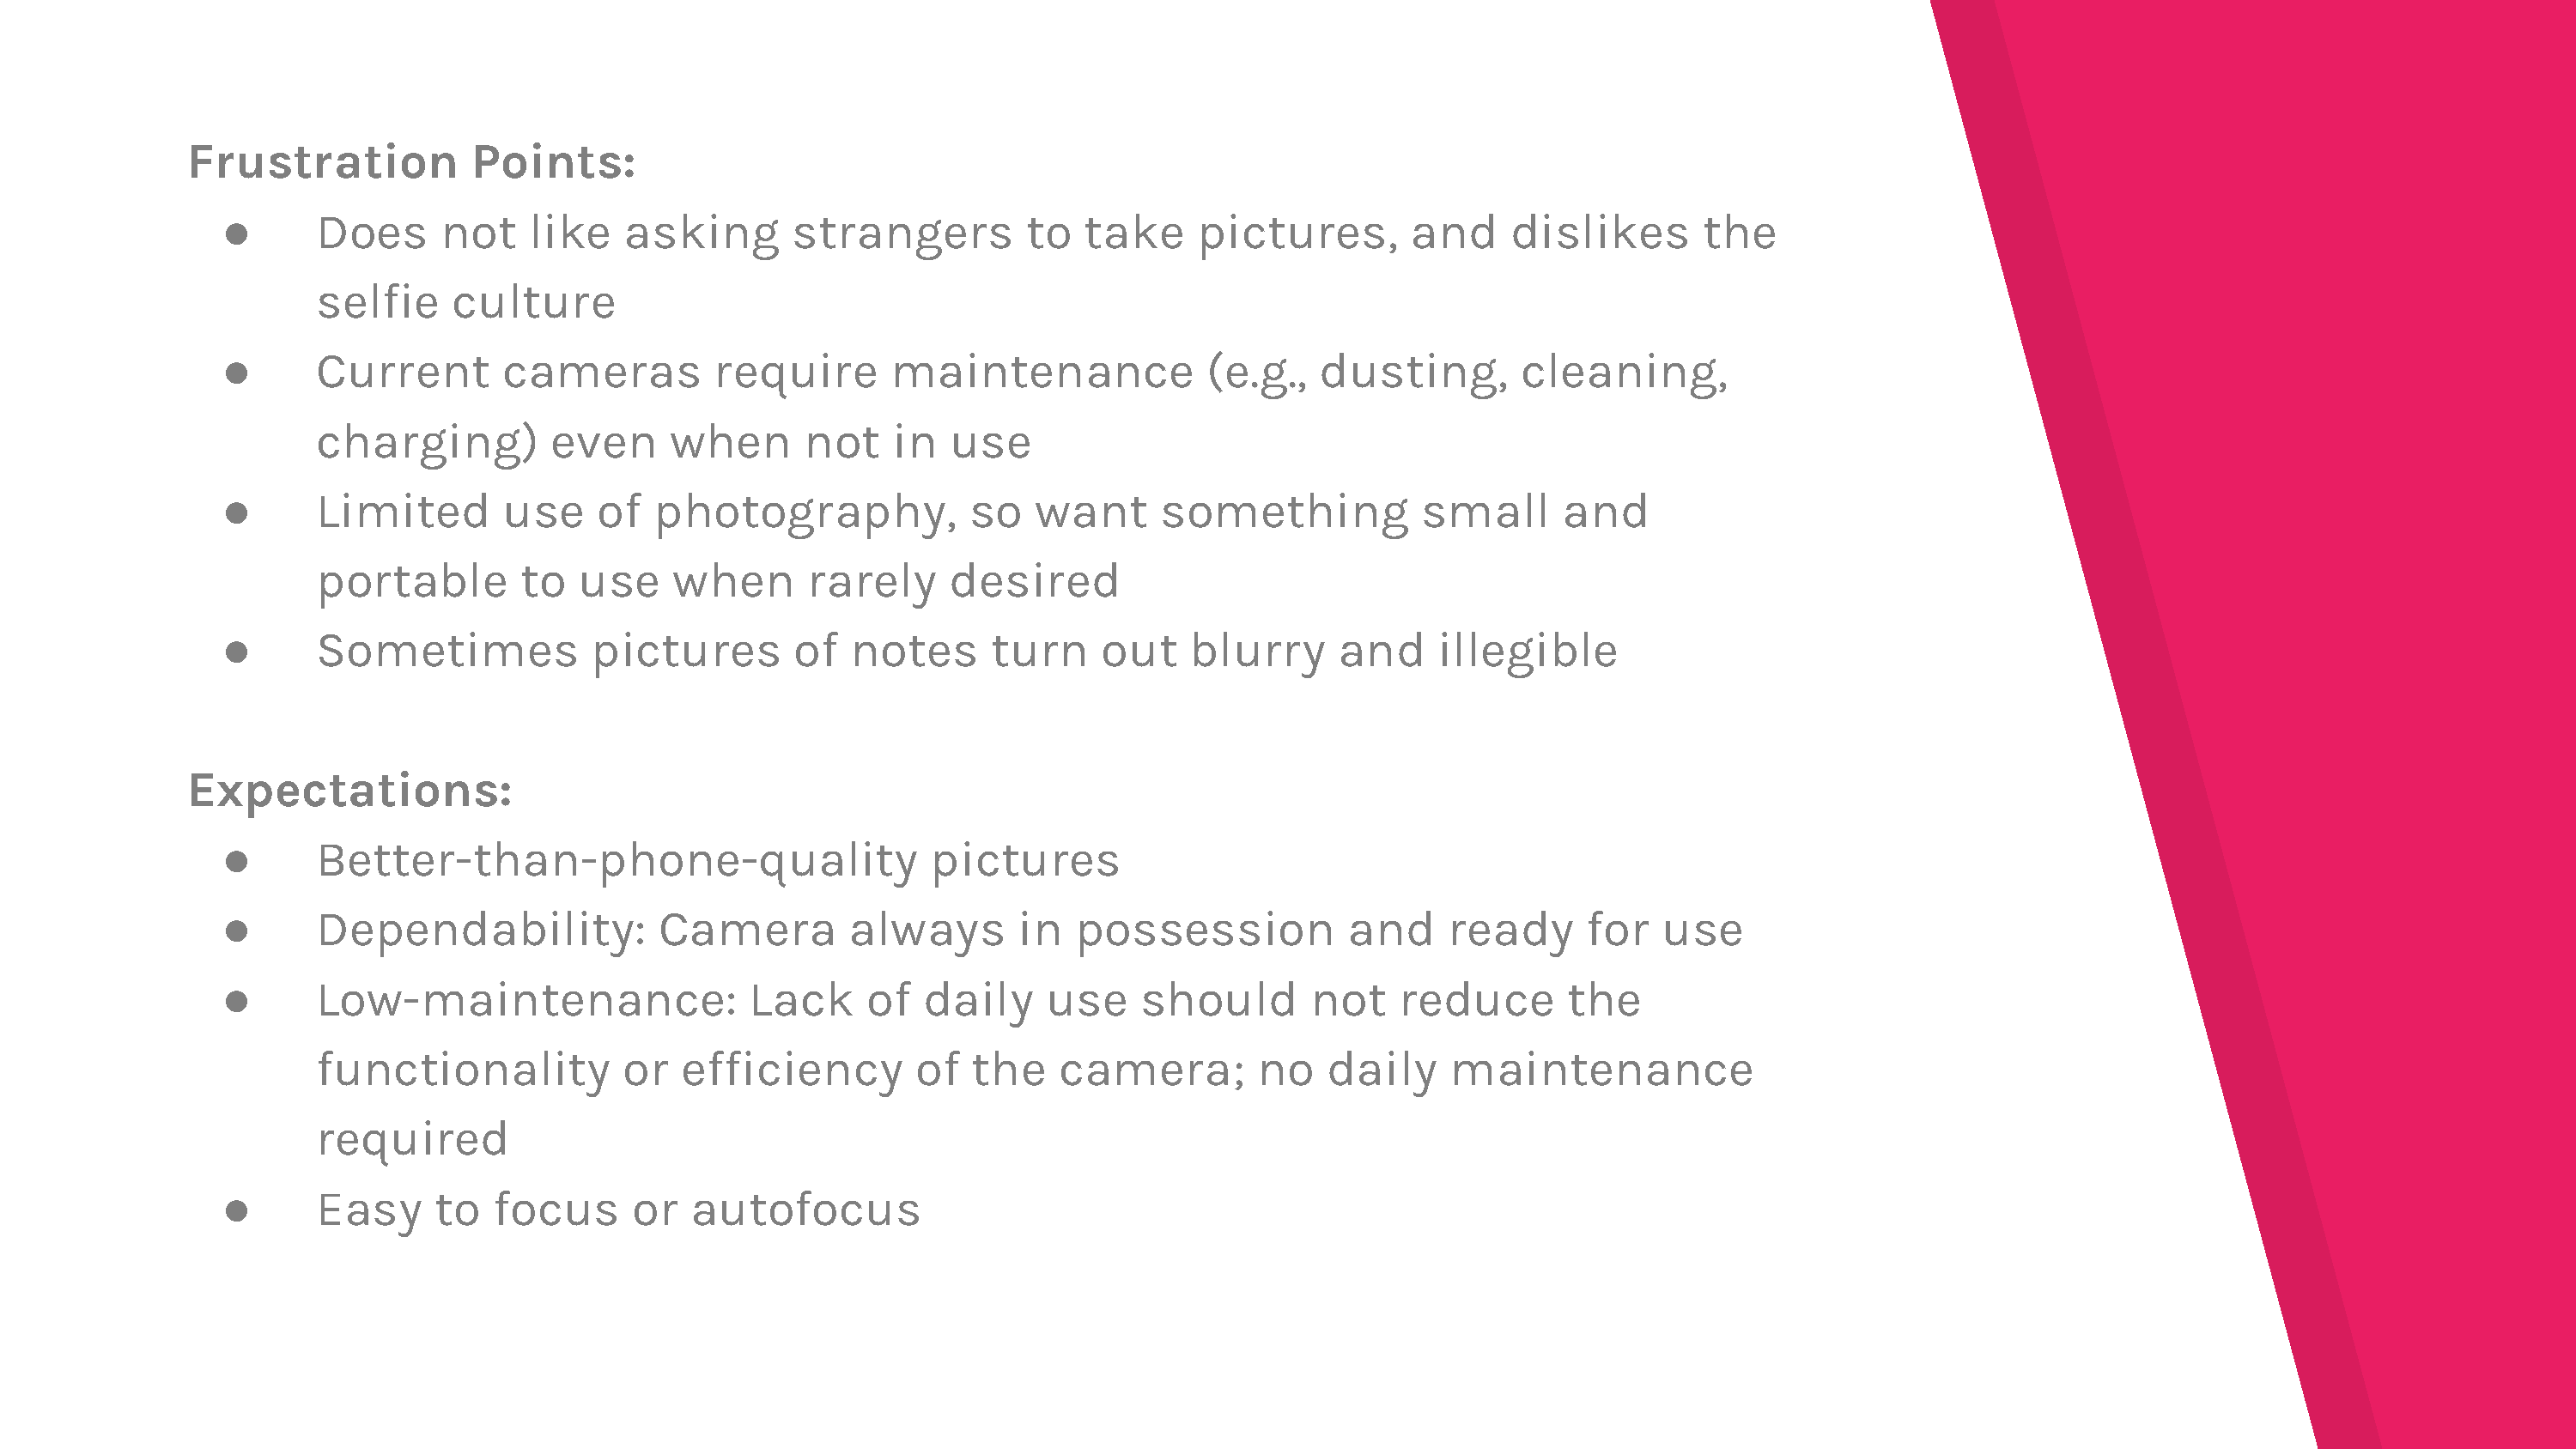 Frustration Points:
● Does not like asking strangers to take pictures, and dislikes the
selfie culture
● Current cameras require maintenance (e.g., dusting, cleaning,
charging) even when not in use
● Limited use of photography, so want something small and
portable to use when rarely desired
● Sometimes pictures of notes turn out blurry and illegible
Expectations:
● Better-than-phone-quality pictures
● Dependability: Camera always in possession and ready for use
● Low-maintenance: Lack of daily use should not reduce the
functionality or efficiency of the camera; no daily maintenance
required
● Easy to focus or autofocus